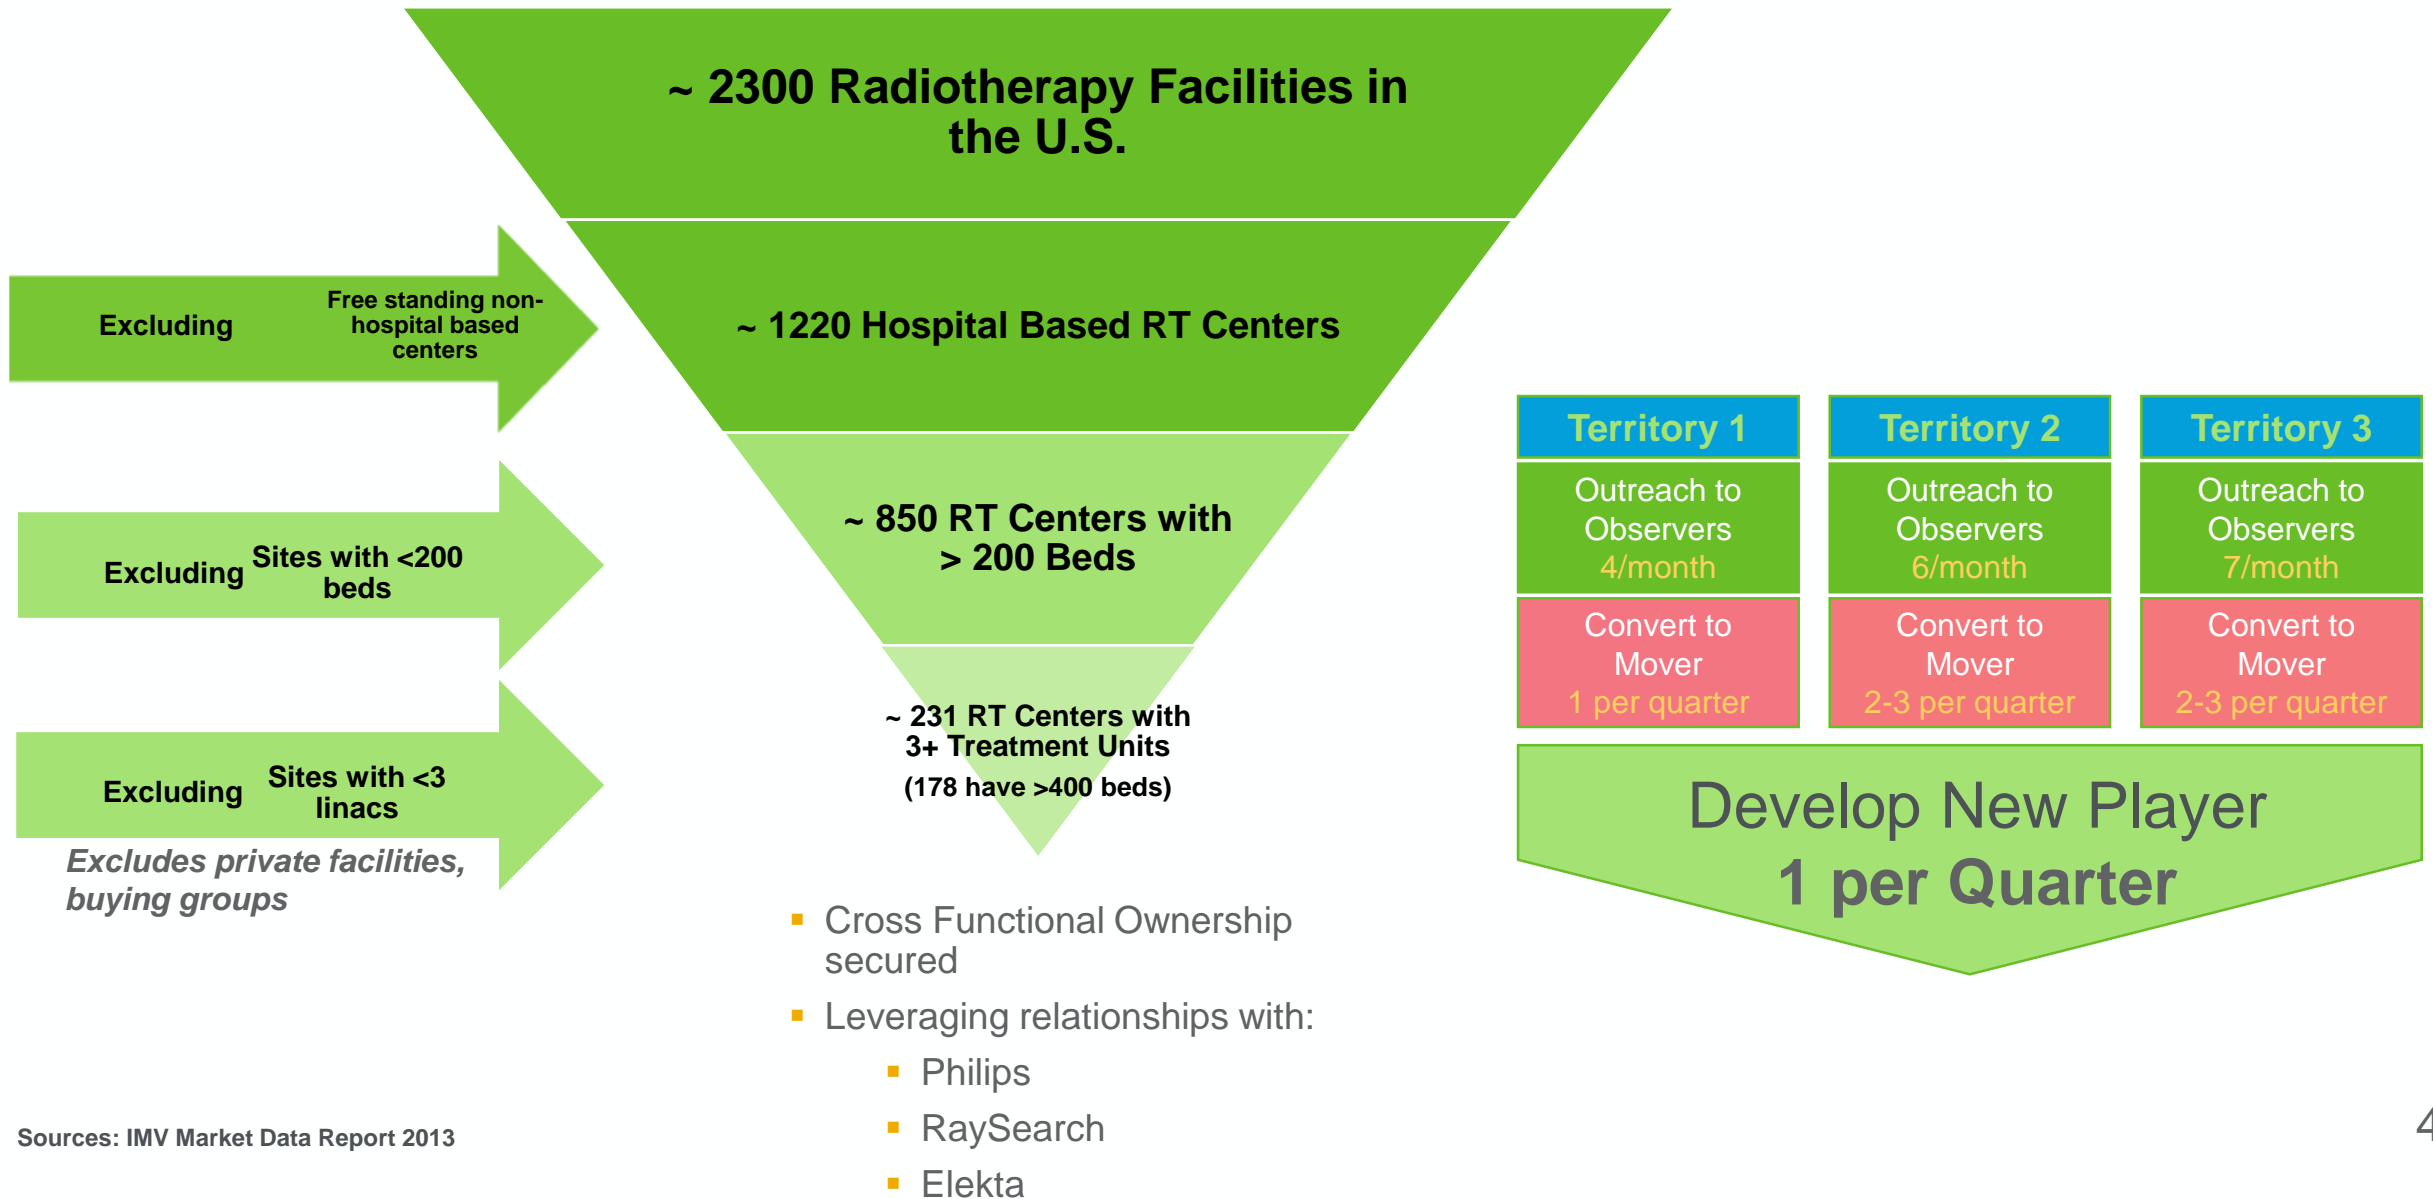 ~ 2300 Radiotherapy Facilities in
the U.S.
Excluding
Free standing non-
hospital based
centers
~ 1220 Hospital Based RT Centers
Excluding
Sites with <200
beds
~ 850 RT Centers with
> 200 Beds
Excluding
Sites with <3
linacs
Excludes private facilities,
buying groups
~ 231 RT Centers with
3+ Treatment Units
(178 have >400 beds)
▪ Cross Functional Ownership
secured
▪ Leveraging relationships with:
▪ Philips
▪ RaySearch
▪ Elekta
Territory 1
Outreach to
Observers
4/month
Convert to
Mover
1 per quarter
Territory 2
Outreach to
Observers
6/month
Convert to
Mover
2-3 per quarter
Territory 3
Outreach to
Observers
7/month
Convert to
Mover
2-3 per quarter
Develop New Player
1 per Quarter
Sources: IMV Market Data Report 2013
4